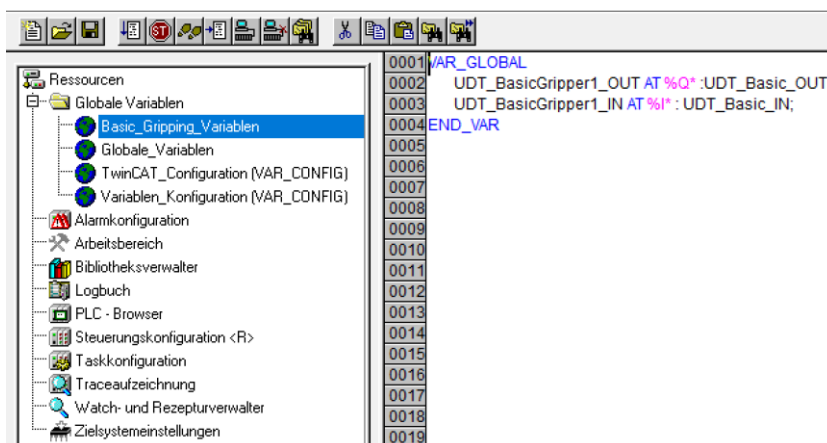 Ressourcen
Globale Variablen
Basic_Gripping_Variablen
Globale_Variablen
TwinCAT_Configuration (VAR_CONFIG)
Variablen_Konfiguration (VAR_CONFIG)
Alarmkonfiguration
Arbeitsbereich
Bibliotheksverwalter
Logbuch
PLC - Browser
Steuerungskonfiguration <R>
Taskkonfiguration
Traceaufzeichnung
Watch- und Rezepturverwalter
Zielsystemeinstellungen
0001 VAR_GLOBAL
0002 UDT_BasicGripper1_OUT AT %Q* :UDT_Basic_OUT
0003 UDT_BasicGripper1_IN AT %I* : UDT_Basic_IN;
0004 END_VAR
0005
0006
0007
0008
0009
0010
0011
0012
0013
0014
0015
0016
0017
0018
0019